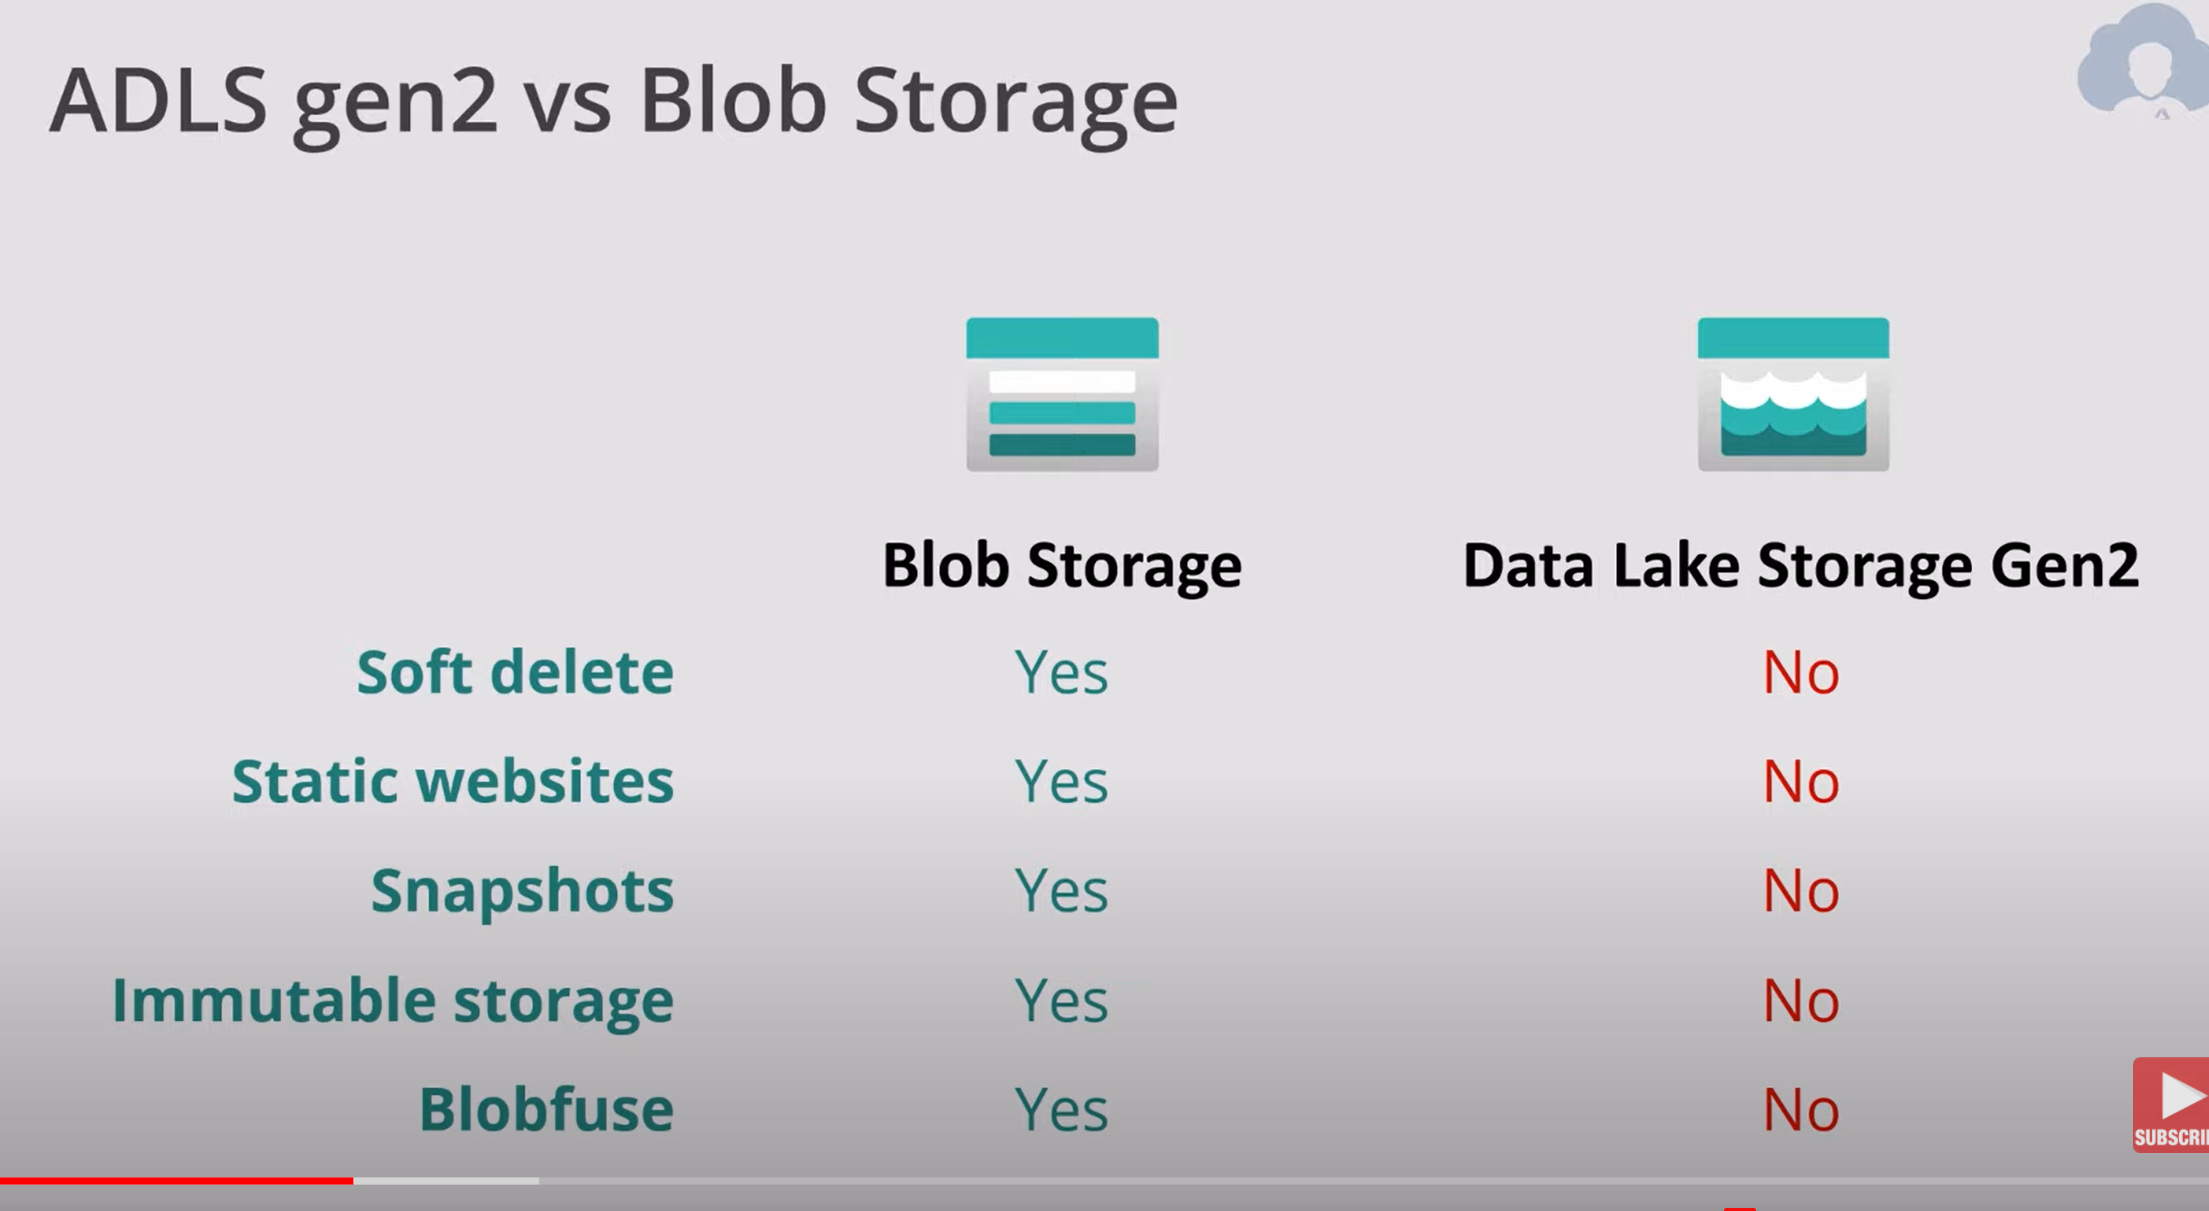 ADLS gen2 vs Blob Storage
Blob Storage Data Lake Storage Gen2
Soft delete Yes No
Static websites Yes No
Snapshots Yes No
Immutable storage Yes No
Blobfuse Yes No